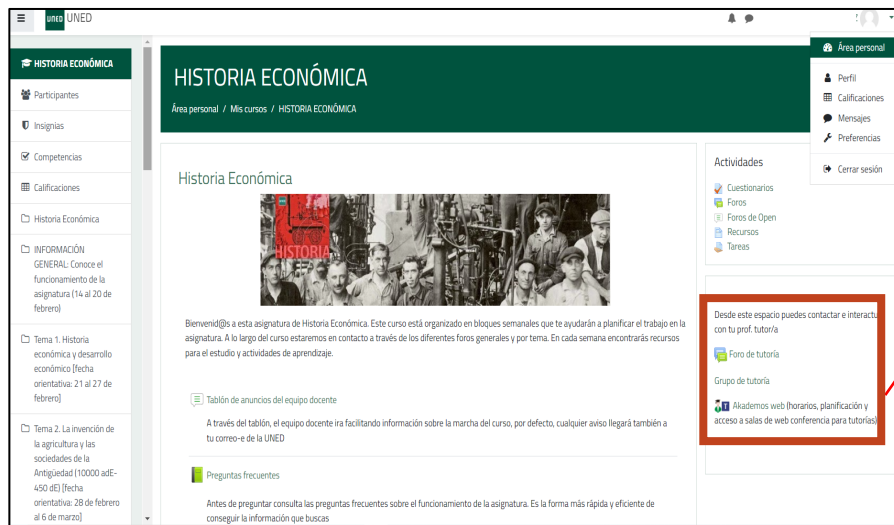 UNED UNED
Área personal
Perfil
Calificaciones
Mensajes
Preferencias
Cerrar sesión
HISTORIA ECONÓMICA
Participantes
Insignias
Competencias
Calificaciones
Historia Económica
INFORMACIÓN
GENERAL: Conoce el
funcionamiento de la
asignatura (14 al 20 de
febrero)
Tema 1. Historia
económica y desarrollo
económico [fecha
orientativa: 21 al 27 de
febrero]
Tema 2. La invención de
la agricultura y las
sociedades de la
Antigüedad (10000 adE-
450 dE) [fecha
orientativa: 28 de febrero
al 6 de marzo]
HISTORIA ECONÓMICA
Área personal / Mis cursos / HISTORIA ECONÓMICA
Historia Económica
HISTORIA
Bienvenid@s a esta asignatura de Historia Económica. Este curso está organizado en bloques semanales que te ayudarán a planificar el trabajo en la
asignatura. A lo largo del curso estaremos en contacto a través de los diferentes foros generales y por tema. En cada semana encontrarás recursos
para el estudio y actividades de aprendizaje.
Tablón de anuncios del equipo docente
A través del tablón, el equipo docente ira facilitando información sobre la marcha del curso, por defecto, cualquier aviso llegará también a
tu correo-e de la UNED
Preguntas frecuentes
Antes de preguntar consulta las preguntas frecuentes sobre el funcionamiento de la asignatura. Es la forma más rápida y eficiente de
conseguir la información que buscas
Actividades
Cuestionarios
Foros
Foros de Open
Recursos
Tareas
Desde este espacio puedes contactar e interactu
con tu prof. tutor/a
Foro de tutoría
Grupo de tutoría
Akademos web (horarios, planificación y
acceso a salas de web conferencia para tutorías)